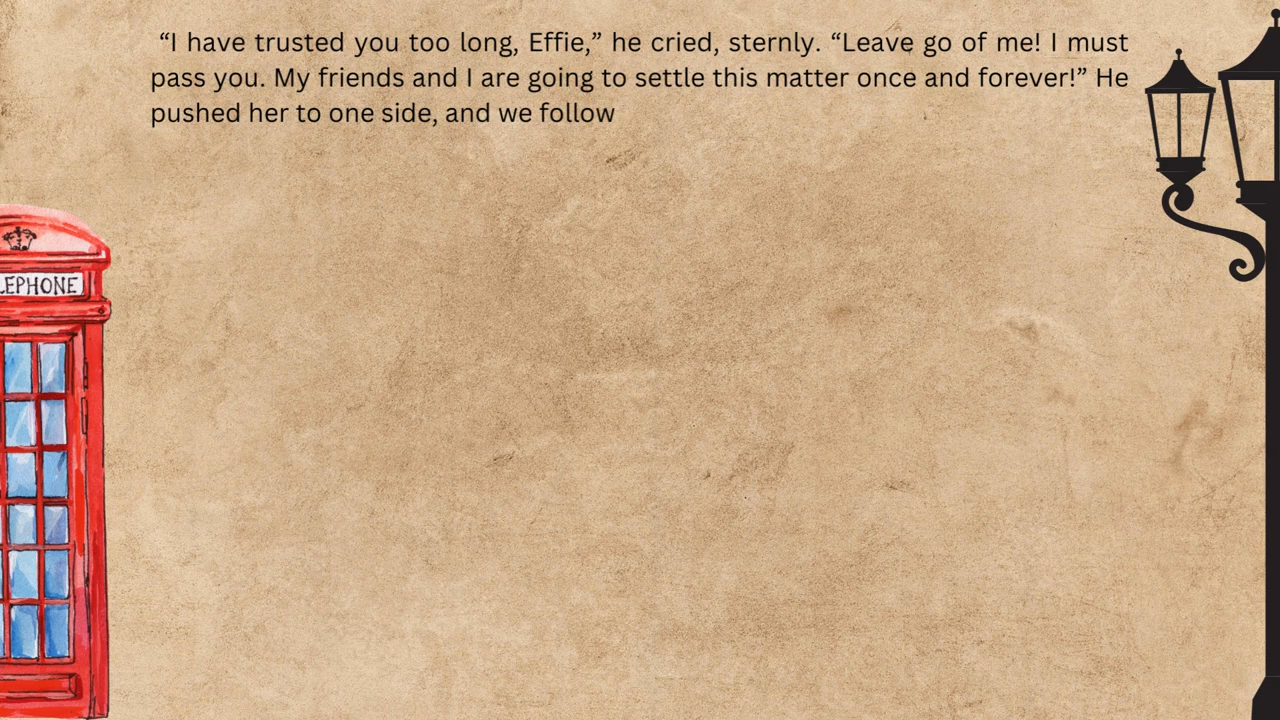 “I have trusted you too long, Effie,” he cried, sternly. “Leave go of me! I must
pass you. My friends and I are going to settle this matter once and forever!” He
pushed her to one side, and we follow
LEPHONE